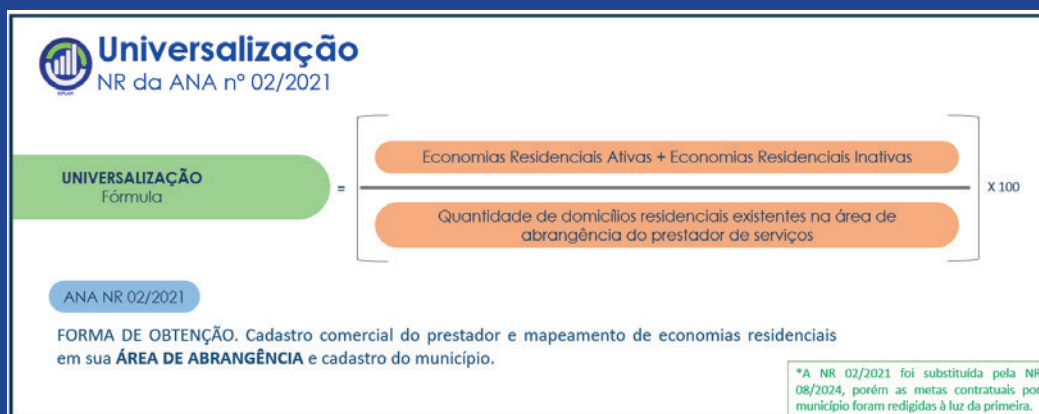 Universalização
NR da ANA nº 02/2021
UNIVERSALIZAÇÃO
Fórmula
=
Economias Residenciais Ativas + Economias Residenciais Inativas
Quantidade de domicílios residenciais existentes na área de
abrangência do prestador de serviços
X 100
ANA NR 02/2021
FORMA DE OBTENÇÃO. Cadastro comercial do prestador e mapeamento de economias residenciais
em sua ÁREA DE ABRANGÊNCIA e cadastro do município.
*A NR 02/2021 foi substituída pela NR
08/2024, porém as metas contratuais por
município foram redigidas à luz da primeira.